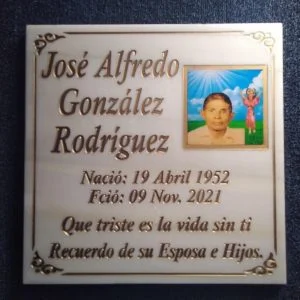 José Alfredo
González
Rodríguez
Nació: 19 Abril 1952
Fció: 09 Nov. 2021
Que triste es la vida sin ti
Recuerdo de su Esposa e Hijos.